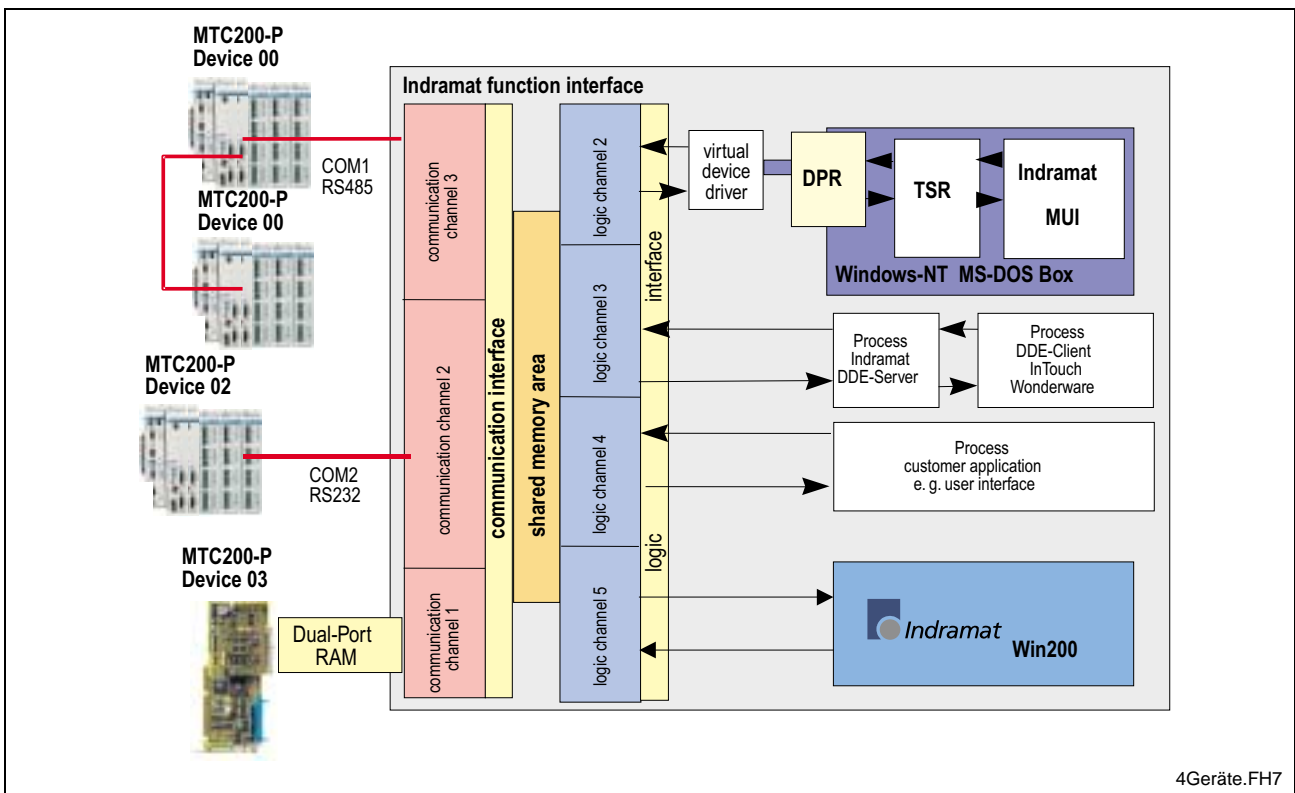 MTC200-P
Device 00
COM1
RS485
MTC200-P
Device 00
MTC200-P
Device 02
COM2
RS232
MTC200-P
Device 03
Dual-Port
RAM
Indramat function interface
communication
channel 3
communication channel 2
communication
channel 1
communication interface
shared memory area
logic channel 2
logic channel 3
logic channel 4
logic channel 5
logic
interface
virtual
device
driver
DPR
TSR
Indramat
MUI
Windows-NT MS-DOS Box
Process
Indramat
DDE-Server
Process
DDE-Client
InTouch
Wonderware
Process
customer application
e. g. user interface
Indramat
Win200
4Geräte.FH7